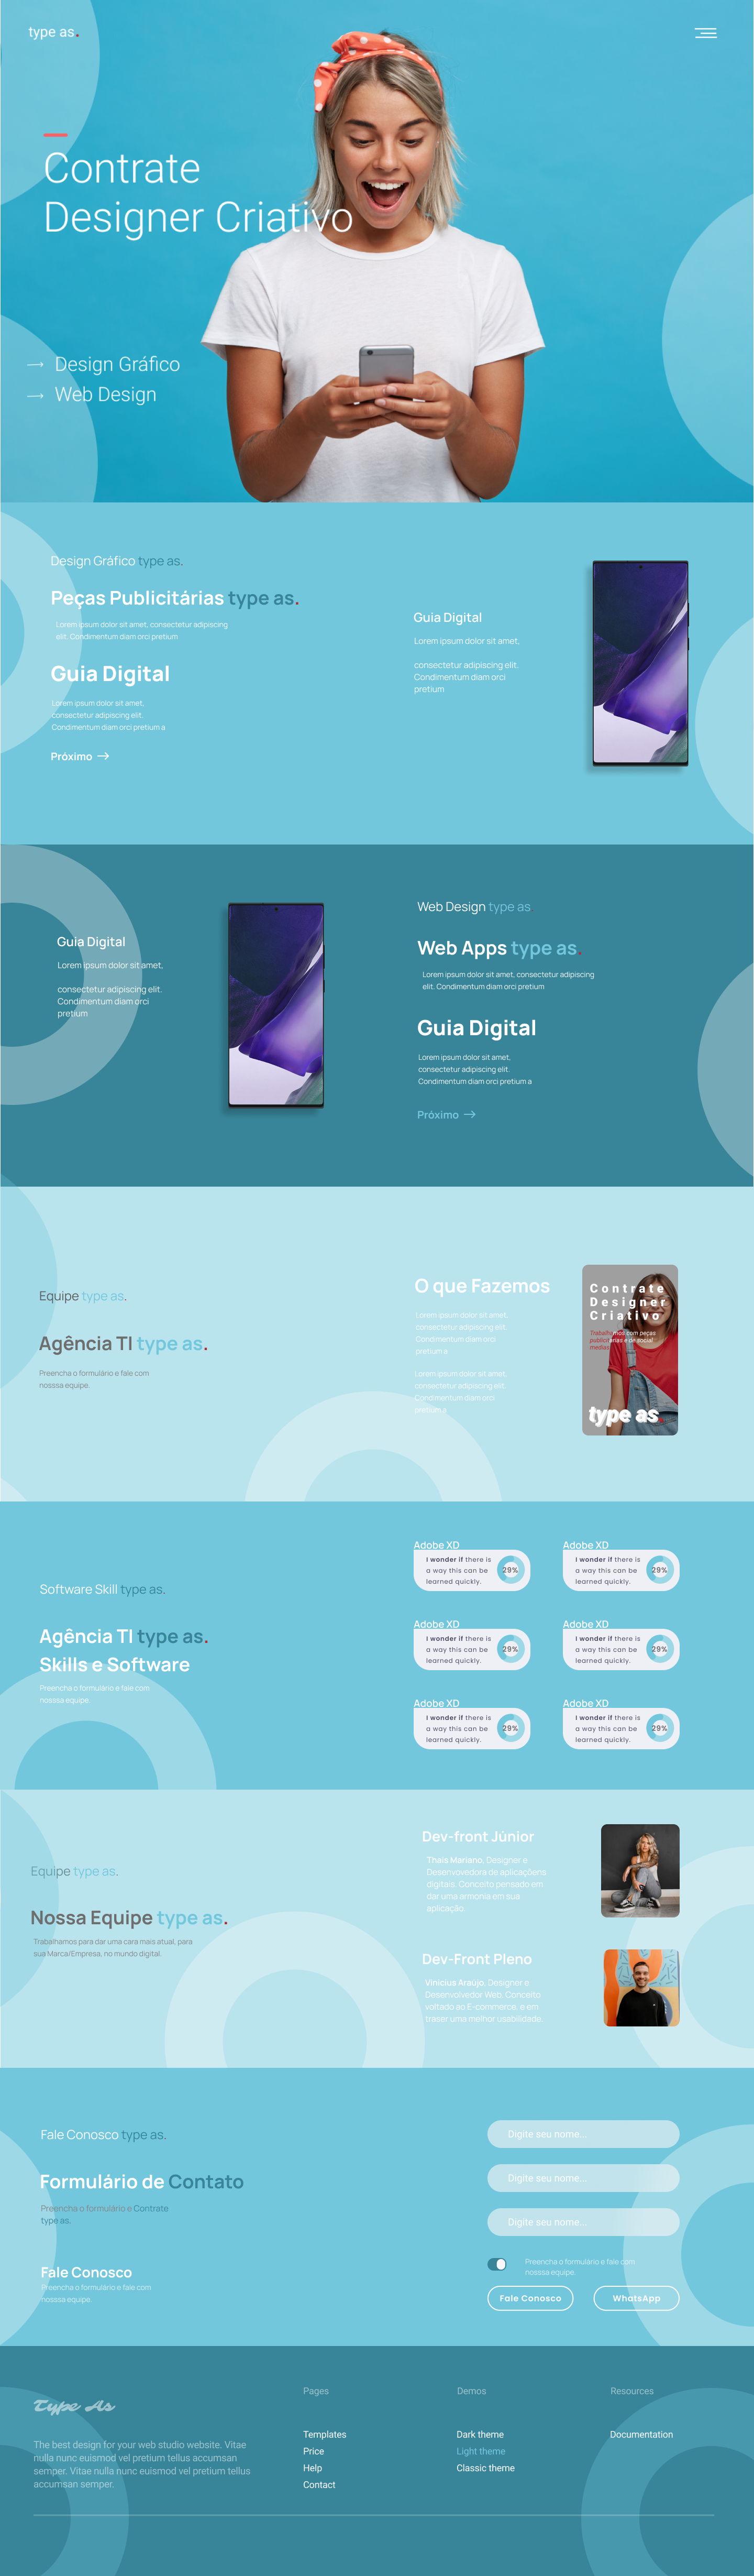 type as.
Contrate
Designer Criativo
Design Gráfico
Web Design
Design Gráfico type as.
Peças Publicitárias type as.
Lorem ipsum dolor sit amet, consectetur adipiscing
elit. Condimentum diam orci pretium
Guia Digital
Lorem ipsum dolor sit amet,
consectetur adipiscing elit.
Condimentum diam orci pretium a
Próximo
Guia Digital
Lorem ipsum dolor sit amet,
consectetur adipiscing elit.
Condimentum diam orci
pretium
Guia Digital
Lorem ipsum dolor sit amet,
consectetur adipiscing elit.
Condimentum diam orci
pretium
Web Design type as.
Web Apps type as.
Lorem ipsum dolor sit amet, consectetur adipiscing
elit. Condimentum diam orci pretium
Guia Digital
Lorem ipsum dolor sit amet,
consectetur adipiscing elit.
Condimentum diam orci pretium a
Próximo
Equipe type as.
Agência TI type as.
Preencha o formulário e fale com
nosssa equipe.
O que Fazemos
Lorem ipsum dolor sit amet,
consectetur adipiscing elit.
Condimentum diam orci
pretium a
Lorem ipsum dolor sit amet,
consectetur adipiscing elit.
Condimentum diam orci
pretium a
Contrate
Designer
Criativo
Trabalhamos com peças
publicitárias e de social
medias
type as.
Software Skill type as.
Agência TI type as.
Skills e Software
Preencha o formulário e fale com
nosssa equipe.
Adobe XD
I wonder if there is
a way this can be
learned quickly.
29%
Adobe XD
I wonder if there is
a way this can be
learned quickly.
29%
Adobe XD
I wonder if there is
a way this can be
learned quickly.
29%
Adobe XD
I wonder if there is
a way this can be
learned quickly.
29%
Adobe XD
I wonder if there is
a way this can be
learned quickly.
29%
Adobe XD
I wonder if there is
a way this can be
learned quickly.
29%
Equipe type as.
Nossa Equipe type as.
Trabalhamos para dar uma cara mais atual, para
sua Marca/Empresa, no mundo digital.
Dev-front Júnior
Thais Mariano, Designer e
Desenvovedora de aplicaçõens
digitais. Conceito pensado em
dar uma armonia em sua
aplicação.
Dev-Front Pleno
Vinicius Araújo, Designer e
Desenvolvedor Web. Conceito
voltado ao E-commerce, e em
traser uma melhor usabilidade.
Fale Conosco type as.
Formulário de Contato
Preencha o formulário e Contrate
type as.
Fale Conosco
Preencha o formulário e fale com
nosssa equipe.
Digite seu nome...
Digite seu nome...
Digite seu nome...
Preencha o formulário e fale com
nosssa equipe.
Fale Conosco
WhatsApp
Type As
The best design for your web studio website. Vitae
nulla nunc euismod vel pretium tellus accumsan
semper. Vitae nulla nunc euismod vel pretium tellus
accumsan semper.
Pages
Templates
Price
Help
Contact
Demos
Dark theme
Light theme
Classic theme
Resources
Documentation